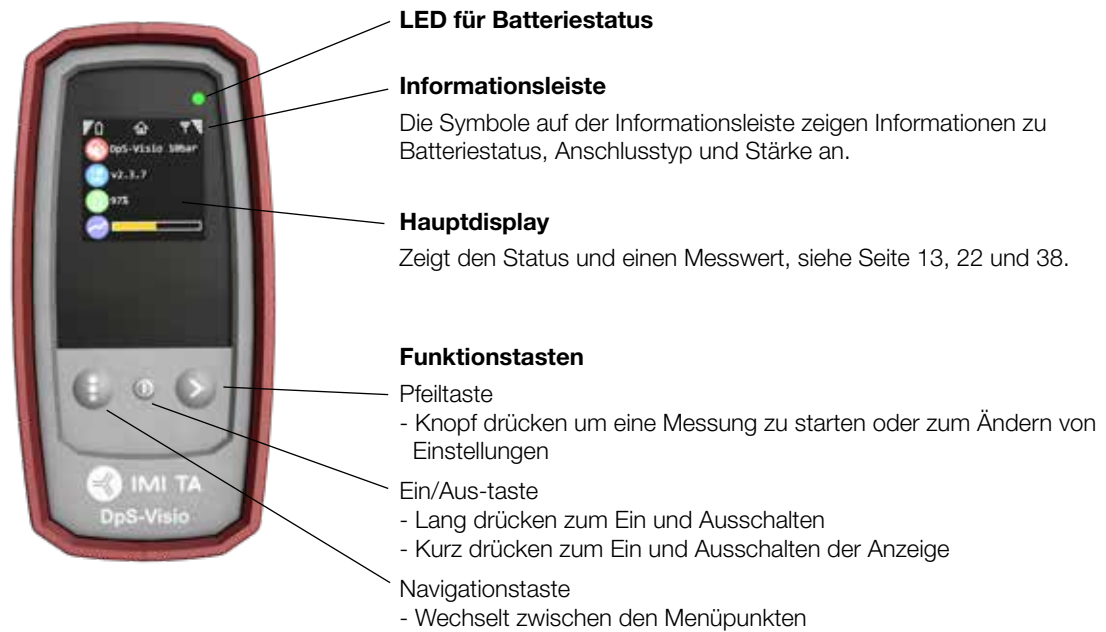 LED für Batteriestatus
Informationsleiste
Die Symbole auf der Informationsleiste zeigen Informationen zu
Batteriestatus, Anschlusstyp und Stärke an.
Hauptdisplay
Zeigt den Status und einen Messwert, siehe Seite 13, 22 und 38.
Funktionstasten
Pfeiltaste
- Knopf drücken um eine Messung zu starten oder zum Ändern von
Einstellungen
Ein/Aus-taste
- Lang drücken zum Ein und Ausschalten
- Kurz drücken zum Ein und Ausschalten der Anzeige
Navigationstaste
- Wechselt zwischen den Menüpunkten
DpS-Visio 10bar
v2.3.7
97%
IMI TA
DpS-Visio